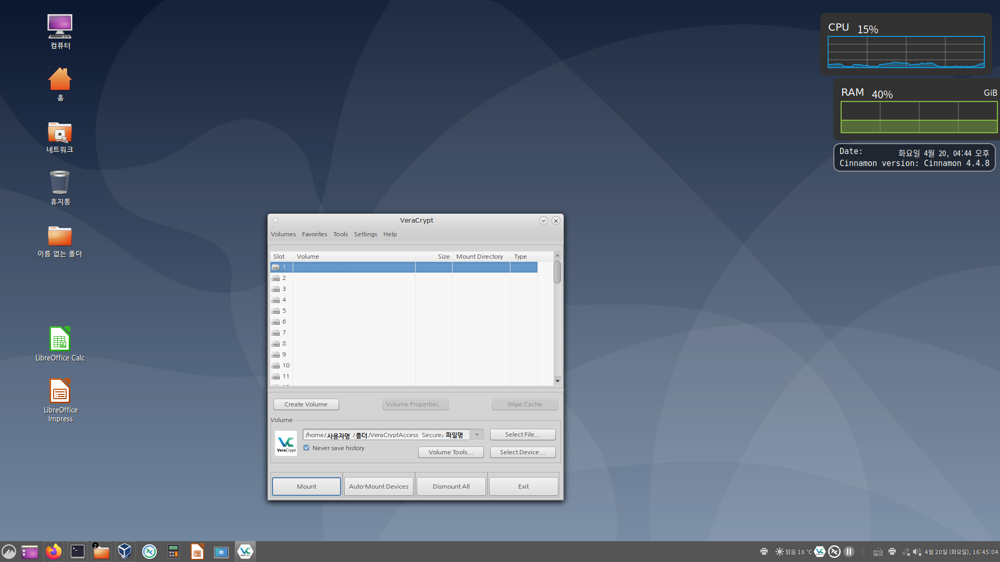 컴퓨터
홈
네트워크
휴지통
이름 없는 폴더
LibreOffice Calc
LibreOffice
Impress
CPU 15%
RAM 40% GiB
Date: 화요일 4월 20, 04:44 오후
Cinnamon version: Cinnamon 4.4.8
VeraCrypt
Volumes Favorites Tools Settings Help
Slot Volume Size Mount Directory Type
1
2
3
4
5
6
7
8
9
10
11
Create Volume Volume Properties... Wipe Cache
Volume
/home/사용자명 /폴더/VeraCryptAccess Secure/ 파일명 Select File...
VeraCrypt
Never save history
Volume Tools... Select Device...
Mount Auto-Mount Devices Dismount All Exit
2
맑음 18 °C
4월 20일 (화요일), 16:45:04